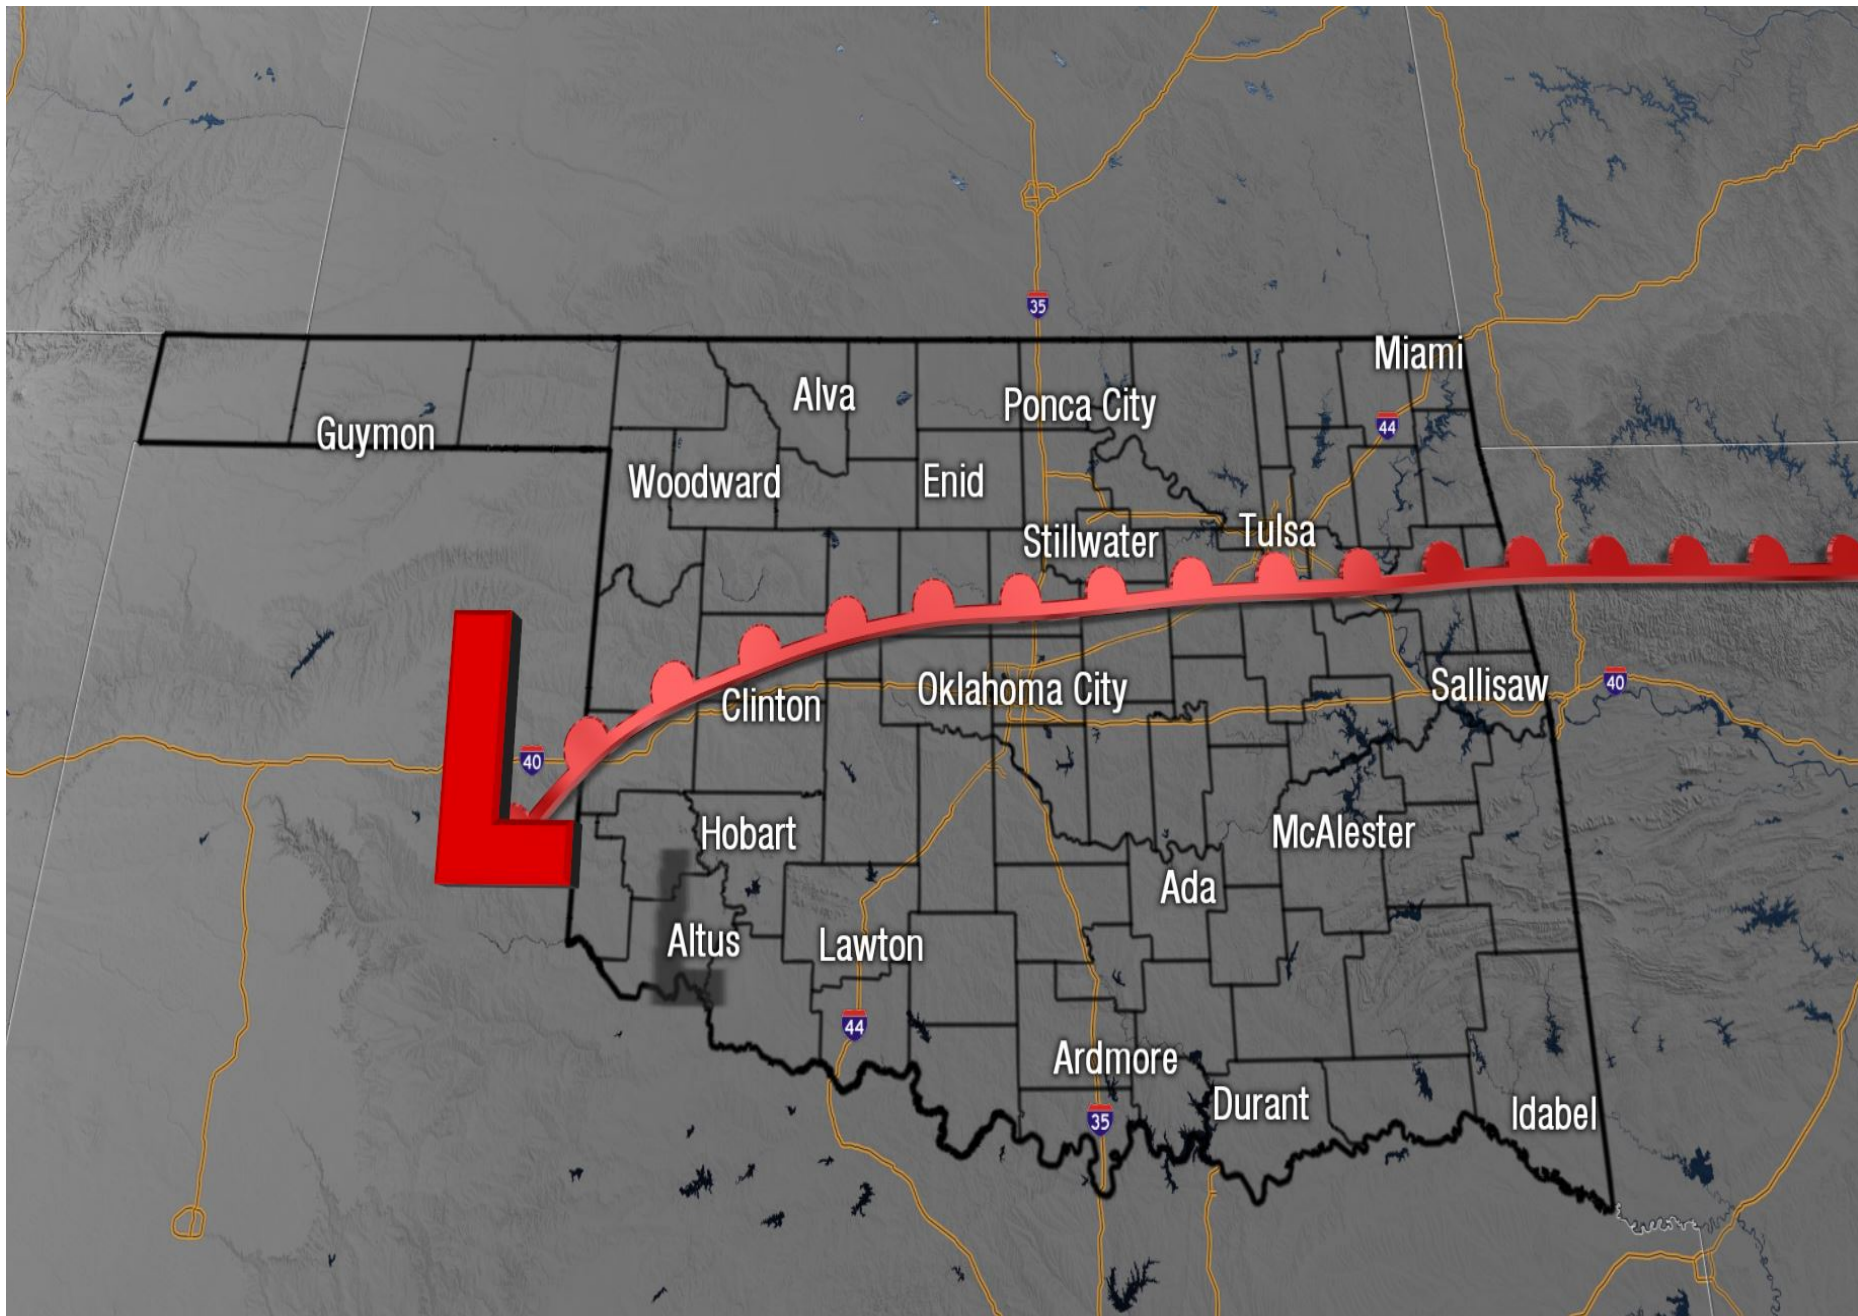 35
Miami
Alva
Ponca City
44
Guymon
Woodward
Enid
Tulsa
Stillwater
Clinton
Oklahoma City
Sallisaw
40
L
40
Hobart
McAlester
Ada
Altus
Lawton
44
Ardmore
35
Durant
Idabel